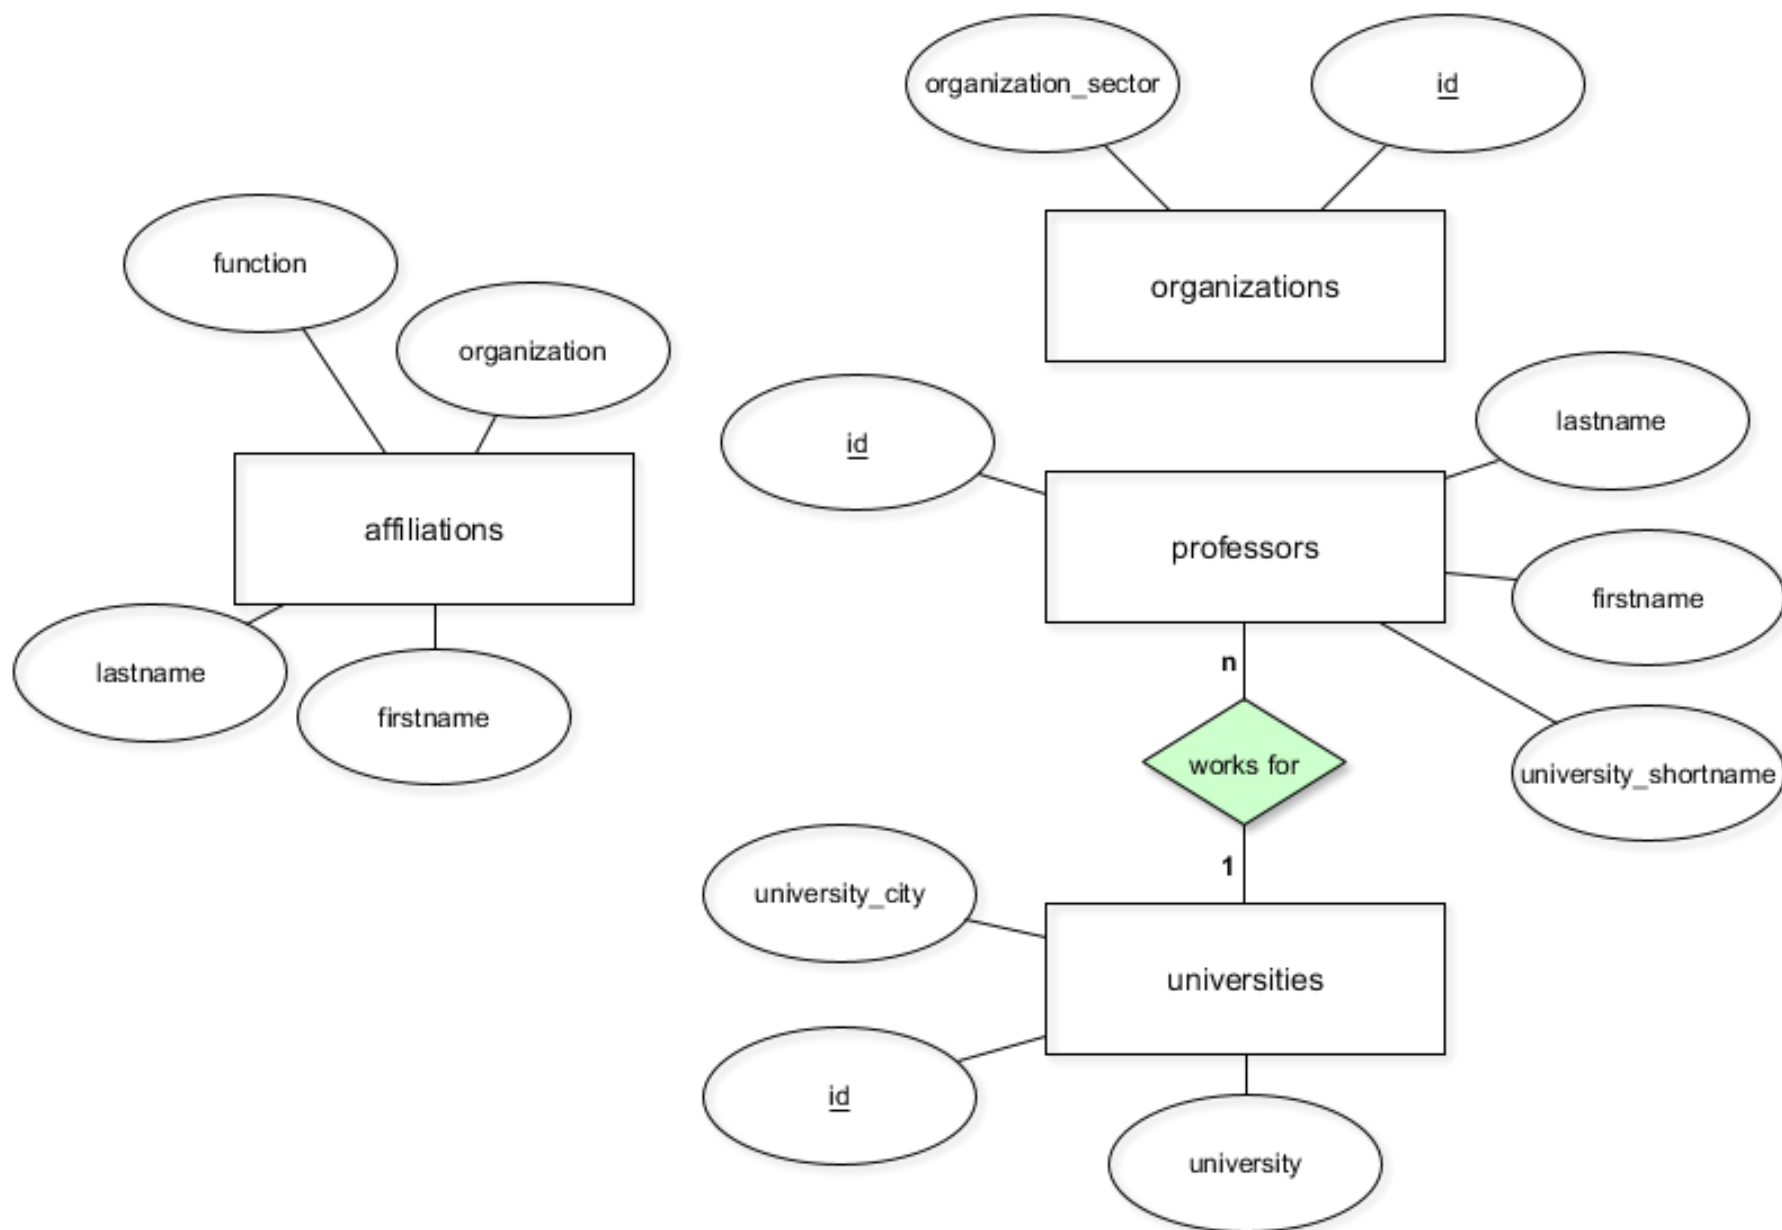 organization_sector
id
function
organizations
organization
lastname
id
affiliations
professors
firstname
lastname
n
firstname
works for
university_shortname
1
university_city
universities
id
university